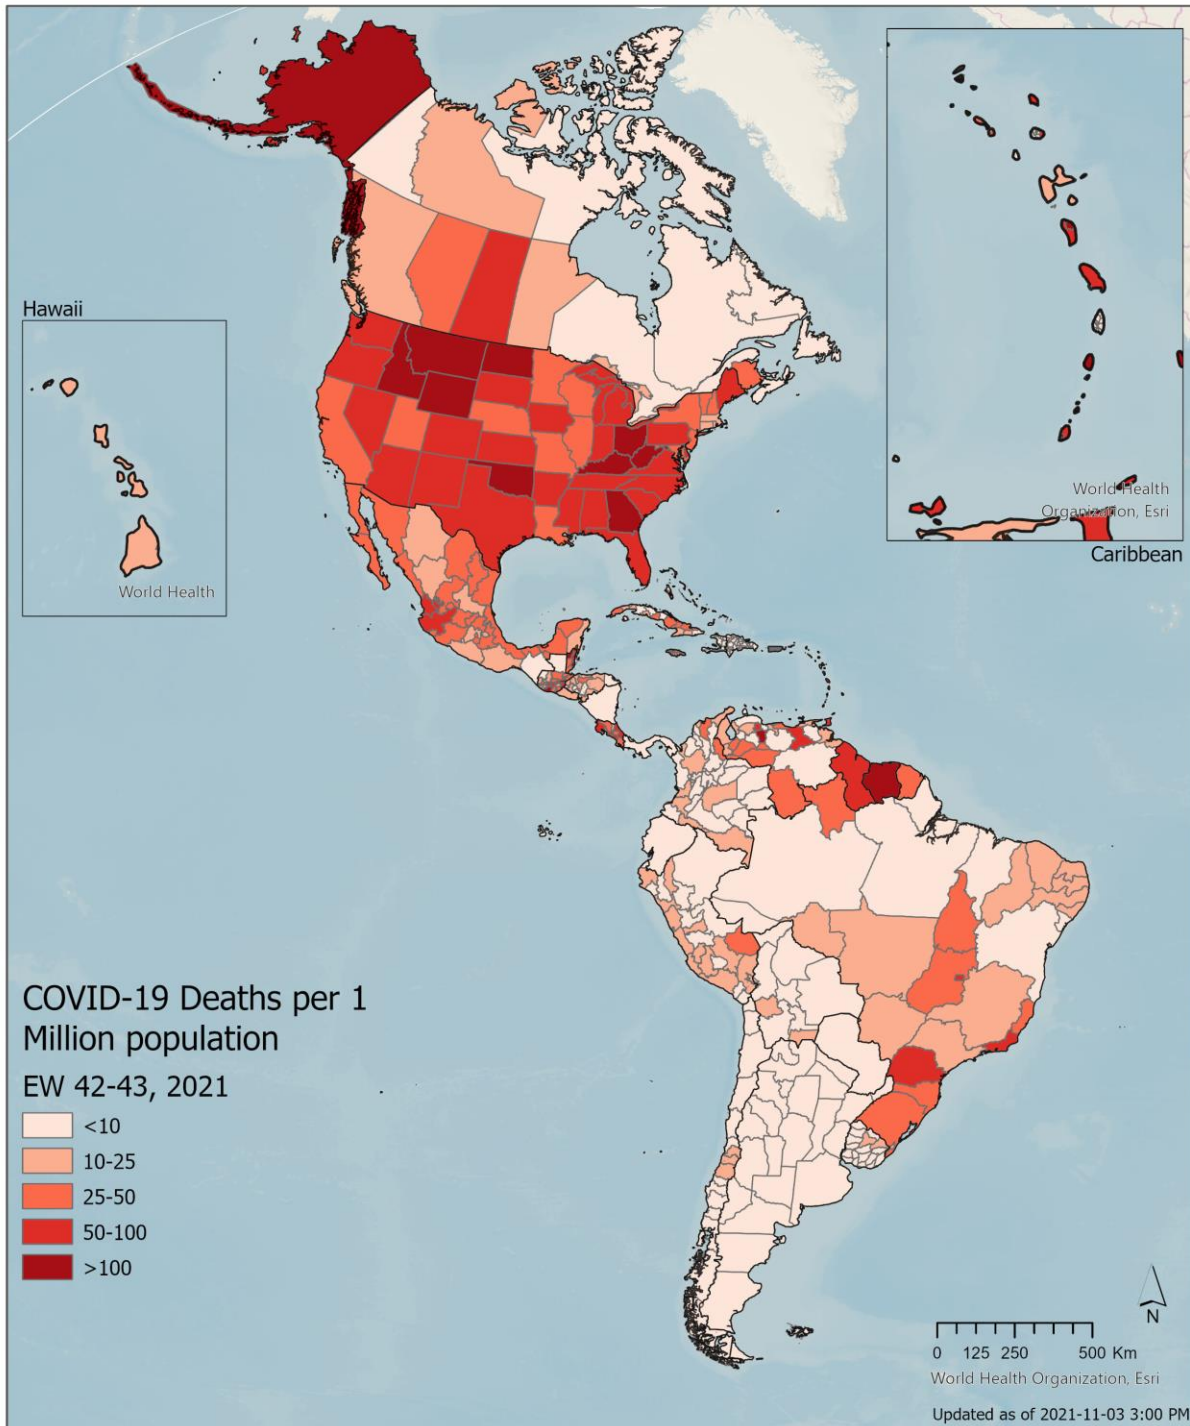 Hawaii
World Health
World Health
Organization, Esri
Caribbean
COVID-19 Deaths per 1
Million population
EW 42-43, 2021
<10
10-25
25-50
50-100
>100
N
0 125 250 500 Km
World Health Organization, Esri
Updated as of 2021-11-03 3:00 PM